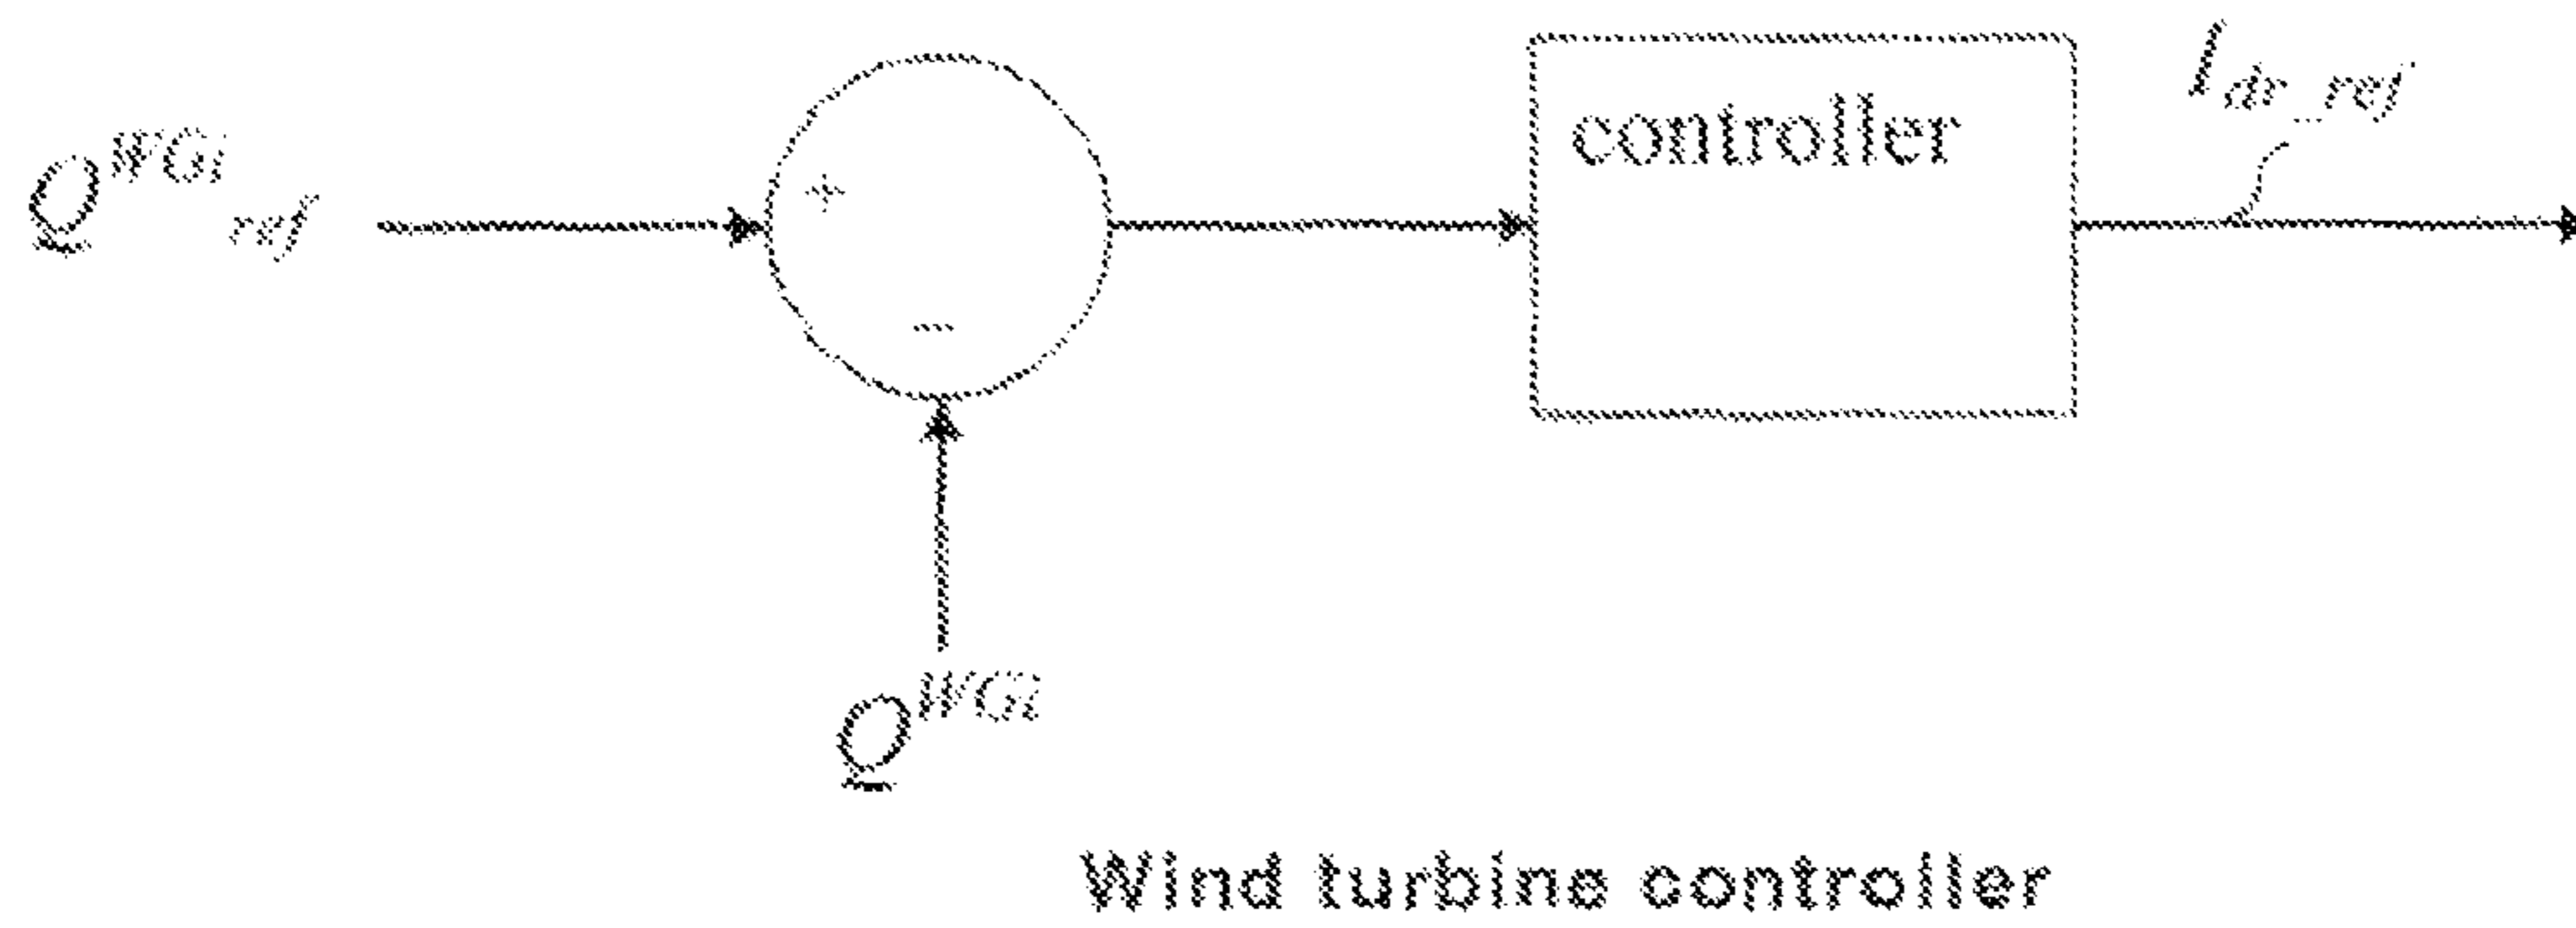 Q^WGi_ref
+
−
controller
I_dr_ref
Q^WGi
Wind turbine controller